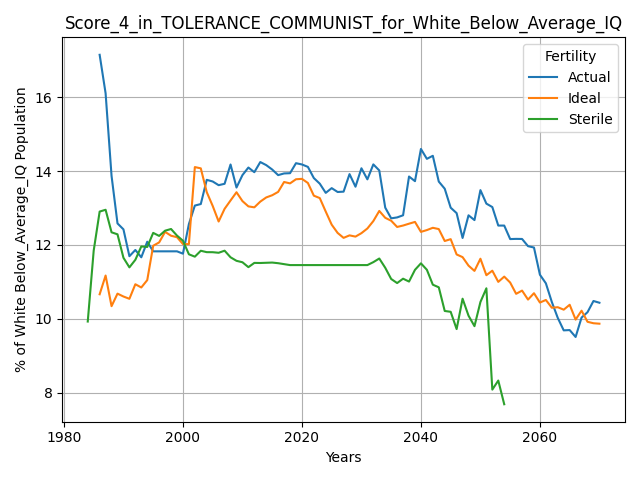 Score_4_in_TOLERANCE_COMMUNIST_for_White_Below_Average_IQ
% of White Below_Average_IQ Population
16
14
12
10
8
Fertility
Actual
Ideal
Sterile
1980
2000
2020
2040
2060
Years